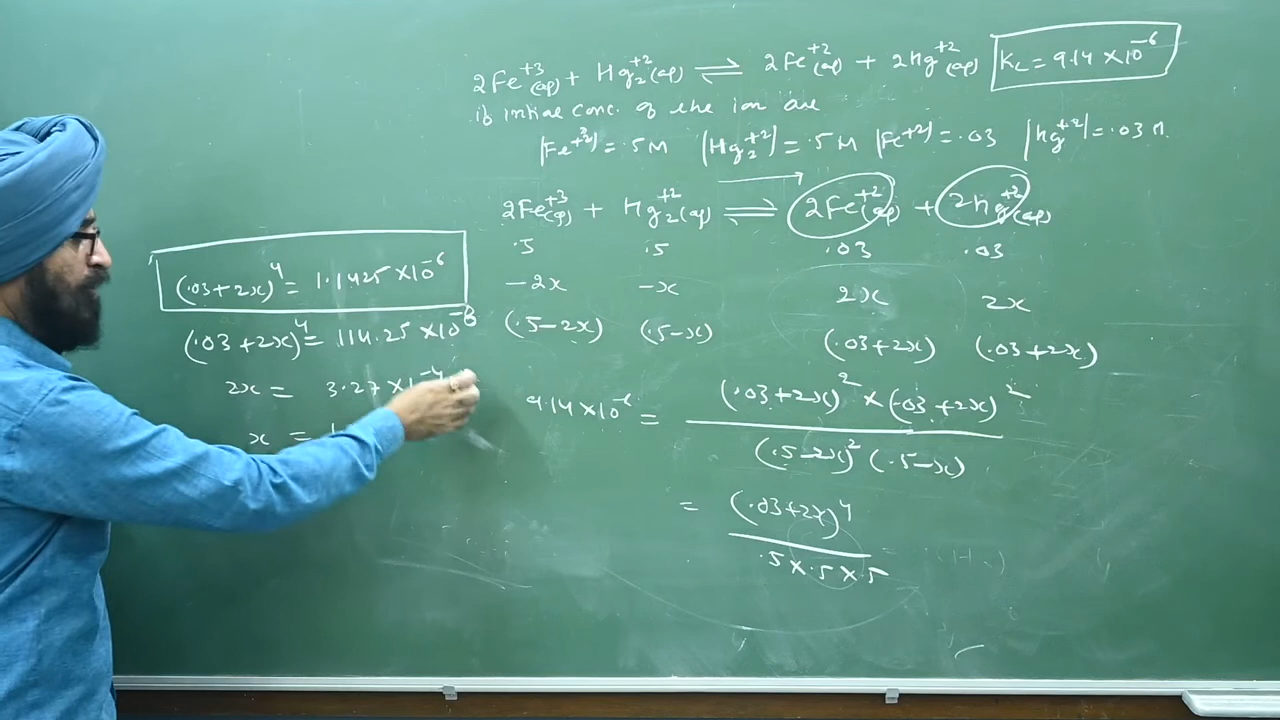 2Fe⁺³(aq) + Hg₂⁺²(aq) ⇌ 2Fe⁺²(aq) + 2Hg⁺²(aq) Kc = 9.14 × 10⁻⁶
if initial conc. of the ion are
|Fe⁺³| = .5M |Hg₂⁺²| = .5M |Fe⁺²| = .03 |Hg⁺²| = .03 M.
2Fe⁺³(aq) + Hg₂⁺²(aq) ⇌ 2Fe⁺²(aq) + 2Hg⁺²(aq)
.5 .5 .03 .03
-2x -x 2x 2x
(.5-2x) (.5-x) (.03+2x) (.03+2x)
9.14 × 10⁻⁶ = (.03+2x)² × (.03+2x)²
(.5-2x)² (.5-x)
= (.03+2x)⁴
.5 × .5 × .5
(.03+2x)⁴ = 1.1425 × 10⁻⁶
(.03+2x)⁴ = 114.25 × 10⁻⁸
2x = 3.27 × 10⁻⁴
x =